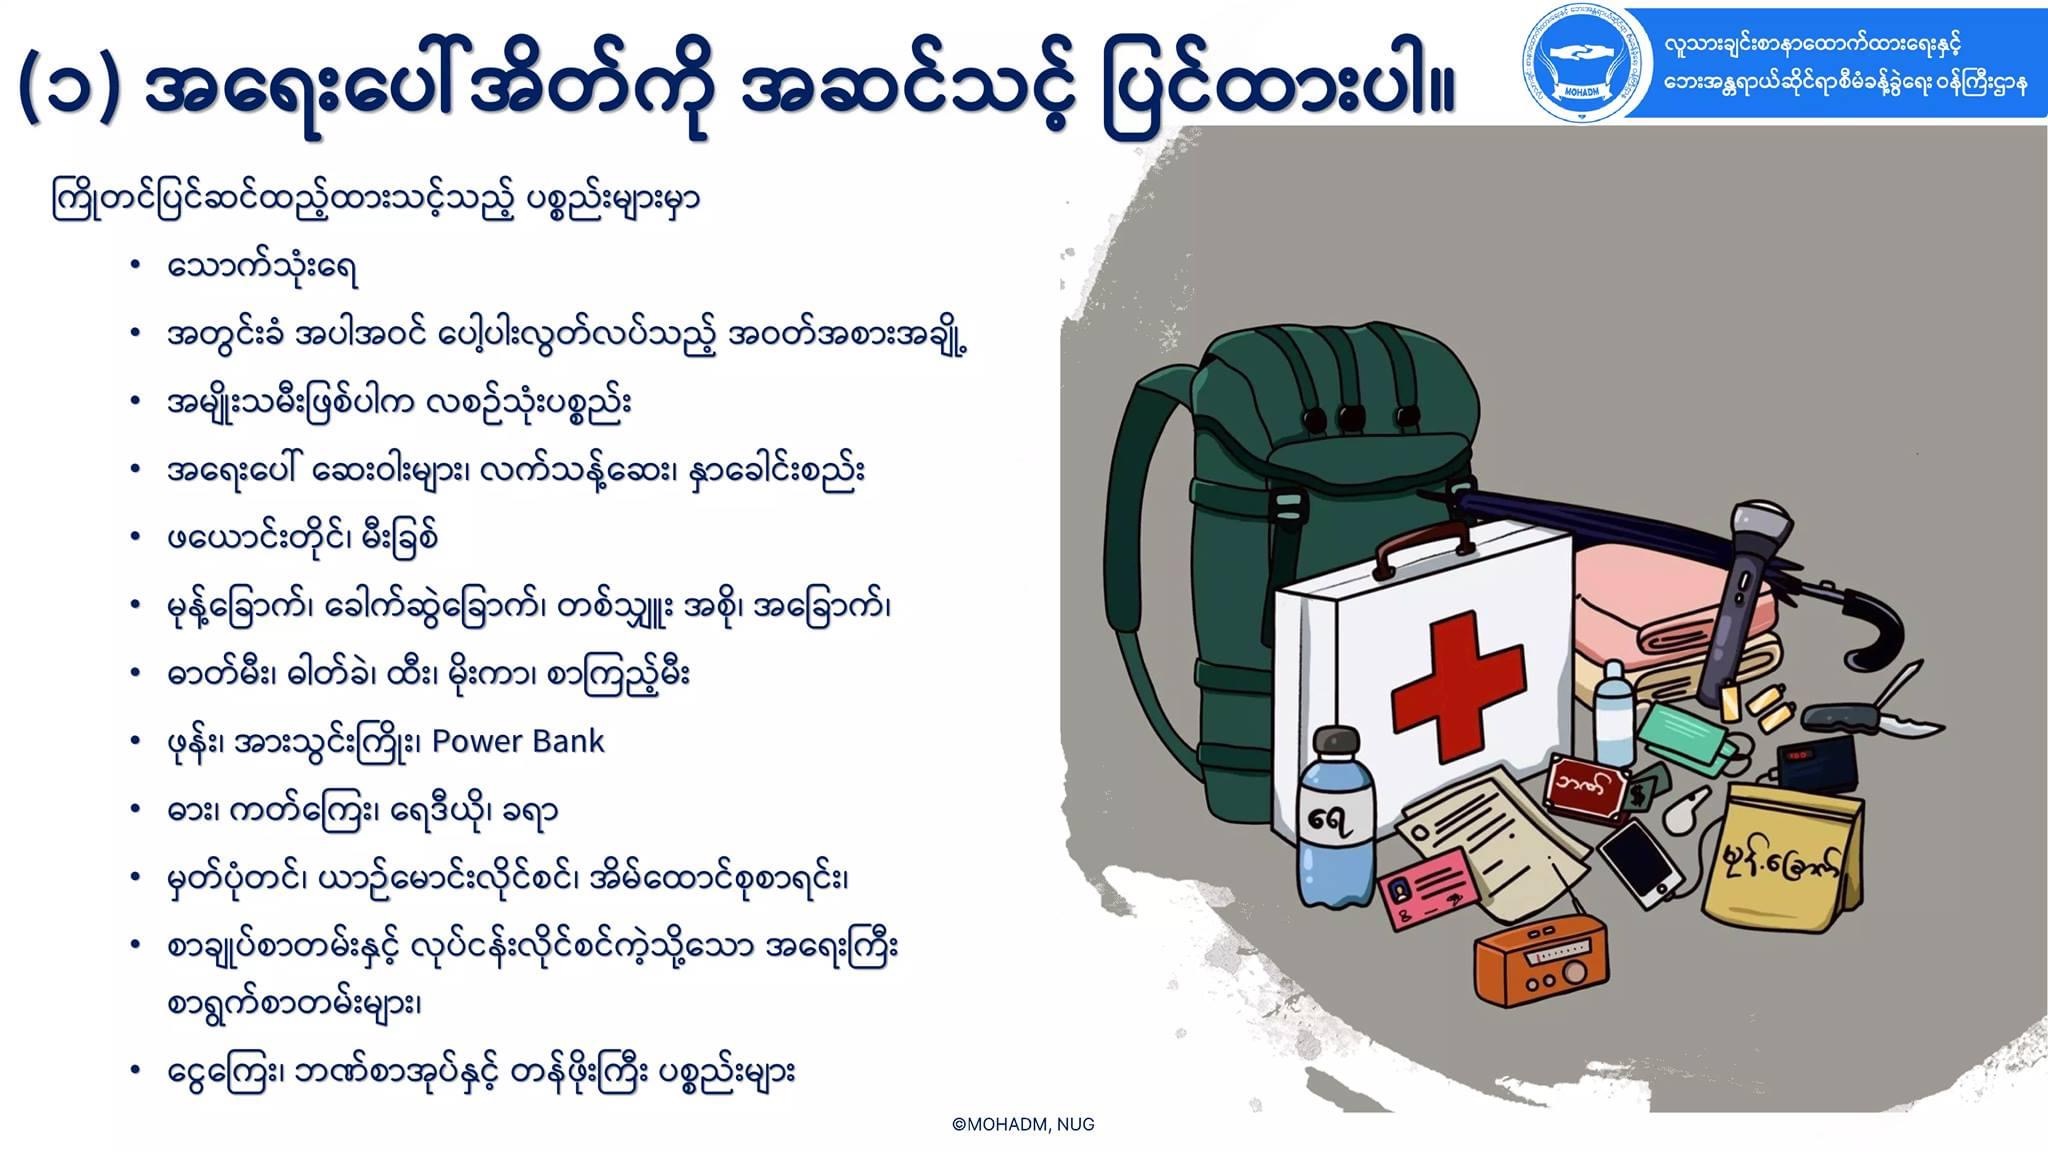 (၁) အရေးပေါ်အိတ်ကို အဆင်သင့် ပြင်ထားပါ။
လူသားချင်းစာနာထောက်ထားရေးနှင့်
ဘေးအန္တရာယ်ဆိုင်ရာစီမံခန့်ခွဲရေး ဝန်ကြီးဌာန
MOHADM
ကြိုတင်ပြင်ဆင်ထည့်ထားသင့်သည့် ပစ္စည်းများမှာ
• သောက်သုံးရေ
• အတွင်းခံ အပါအဝင် ပေါ့ပါးလွတ်လပ်သည့် အဝတ်အစားအချို့
• အမျိုးသမီးဖြစ်ပါက လစဉ်သုံးပစ္စည်း
• အရေးပေါ် ဆေးဝါးများ၊ လက်သန့်ဆေး၊ နှာခေါင်းစည်း
• ဖယောင်းတိုင်၊ မီးခြစ်
• မုန့်ခြောက်၊ ခေါက်ဆွဲခြောက်၊ တစ်သျှူး အစို၊ အခြောက်၊
• ဓာတ်မီး၊ ဓါတ်ခဲ၊ ထီး၊ မိုးကာ၊ စာကြည့်မီး
• ဖုန်း၊ အားသွင်းကြိုး၊ Power Bank
• ဓား၊ ကတ်ကြေး၊ ရေဒီယို၊ ခရာ
• မှတ်ပုံတင်၊ ယာဉ်မောင်းလိုင်စင်၊ အိမ်ထောင်စုစာရင်း၊
• စာချုပ်စာတမ်းနှင့် လုပ်ငန်းလိုင်စင်ကဲ့သို့သော အရေးကြီး
စာရွက်စာတမ်းများ၊
• ငွေကြေး၊ ဘဏ်စာအုပ်နှင့် တန်ဖိုးကြီး ပစ္စည်းများ
ဘဏ်
$
ရေ
မုန့်ခြောက်
©MOHADM, NUG